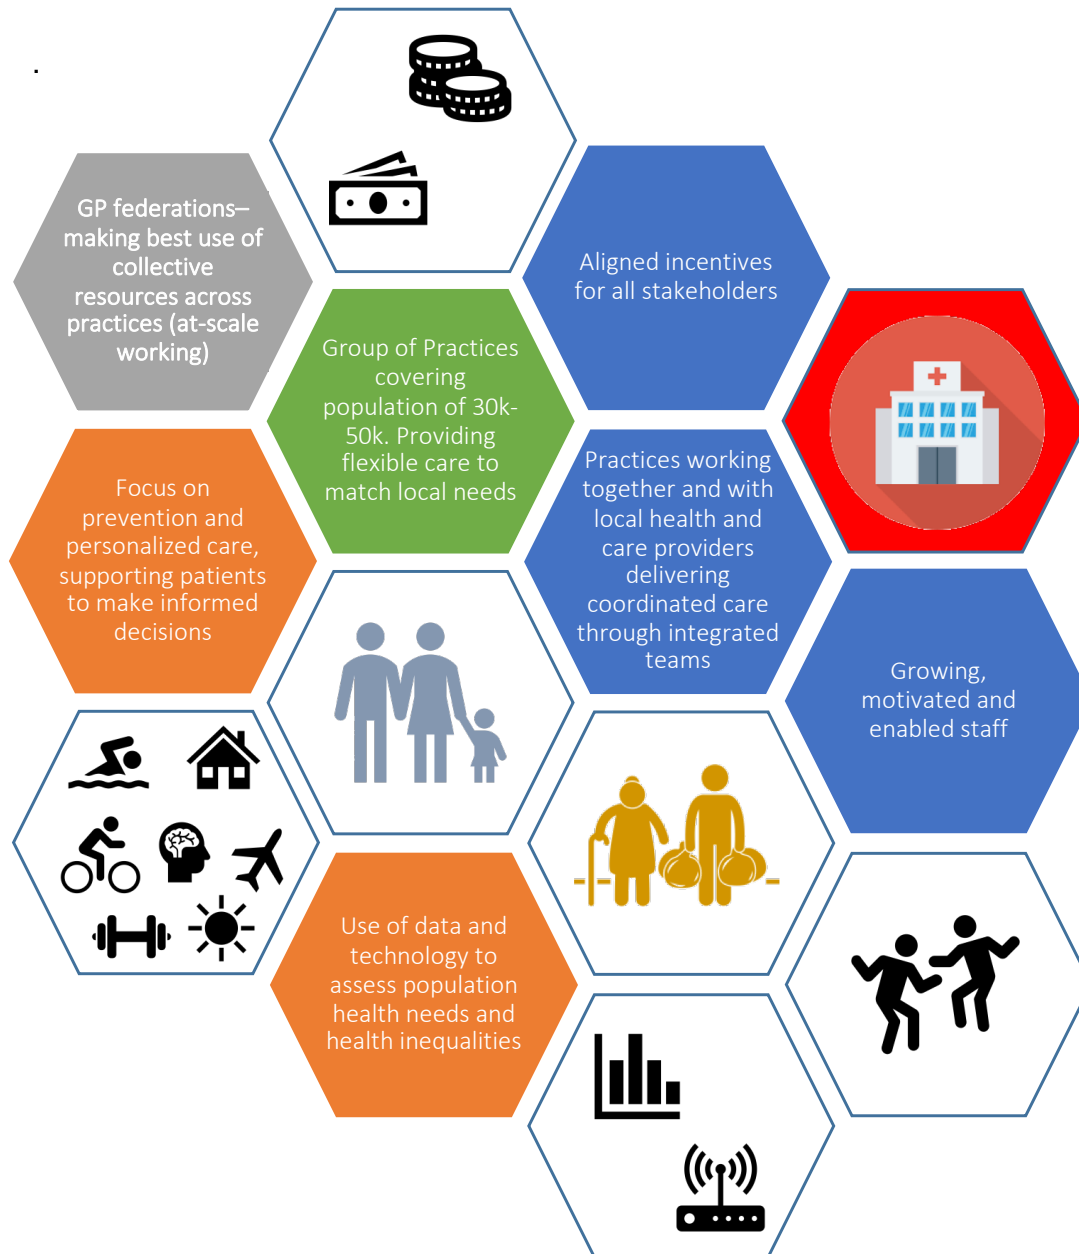 .
GP federations–
making best use of
collective
resources across
practices (at-scale
working)
Aligned incentives
for all stakeholders
Group of Practices
covering
population of 30k-
50k. Providing
flexible care to
match local needs
Practices working
together and with
local health and
care providers
delivering
coordinated care
through integrated
teams
Focus on
prevention and
personalized care,
supporting patients
to make informed
decisions
Growing,
motivated and
enabled staff
Use of data and
technology to
assess population
health needs and
health inequalities